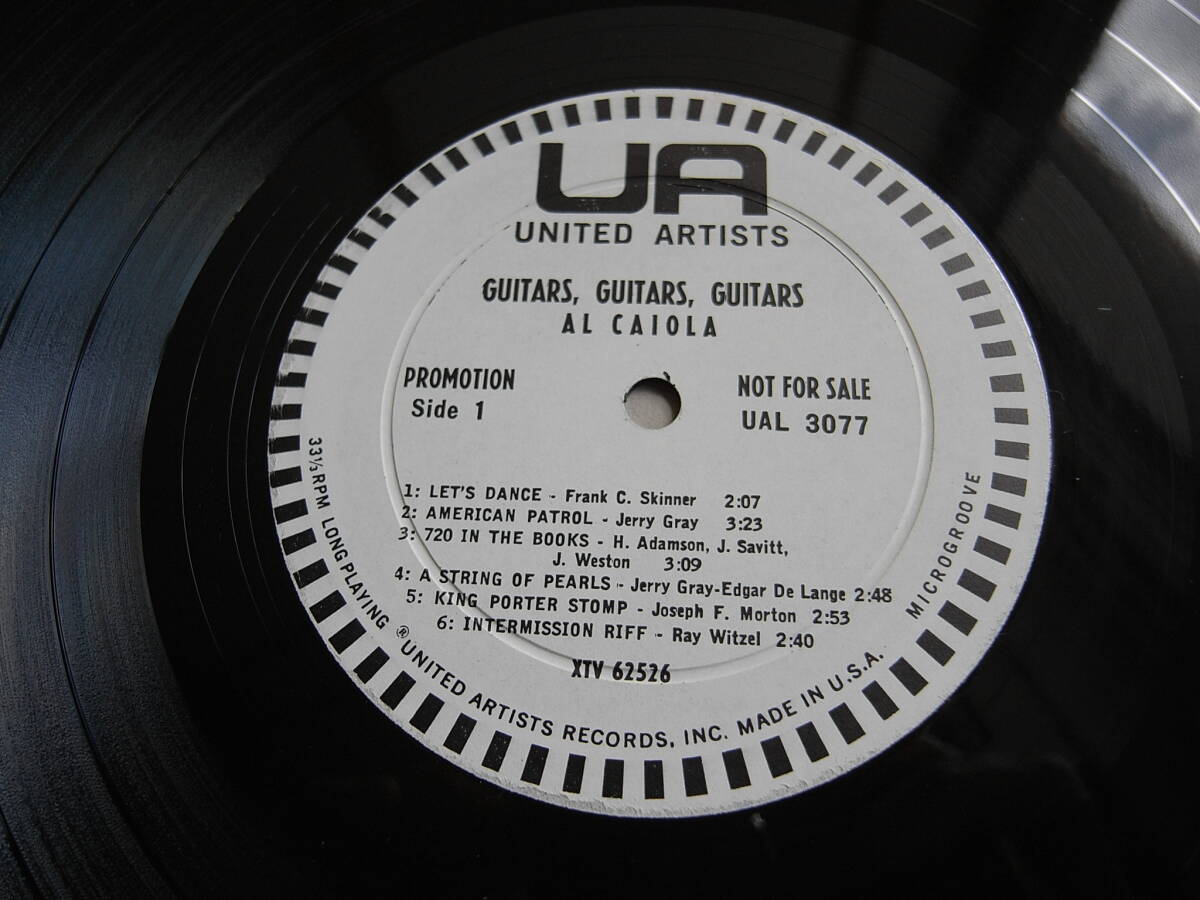 UA
UNITED ARTISTS
GUITARS, GUITARS, GUITARS
AL CAIOLA
PROMOTION
Side 1
NOT FOR SALE
UAL 3077
1: LET'S DANCE - Frank C. Skinner 2:07
2: AMERICAN PATROL - Jerry Gray 3:23
3: 720 IN THE BOOKS - H. Adamson, J. Savitt,
J. Weston 3:09
4: A STRING OF PEARLS - Jerry Gray-Edgar De Lange 2:48
5: KING PORTER STOMP - Joseph F. Morton 2:53
6: INTERMISSION RIFF - Ray Witzel 2:40
XTV 62526
33⅓ RPM LONG PLAYING ® UNITED ARTISTS RECORDS, INC. MADE IN U.S.A. MICROGROOVE